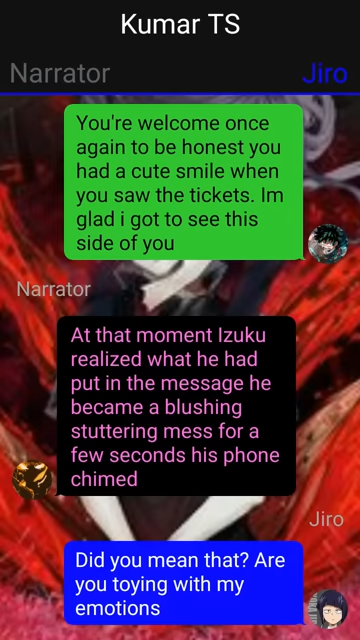 Kumar TS
Narrator
Jiro
You're welcome once
again to be honest you
had a cute smile when
you saw the tickets. Im
glad i got to see this
side of you
Narrator
At that moment Izuku
realized what he had
put in the message he
became a blushing
stuttering mess for a
few seconds his phone
chimed
Jiro
Did you mean that? Are
you toying with my
emotions